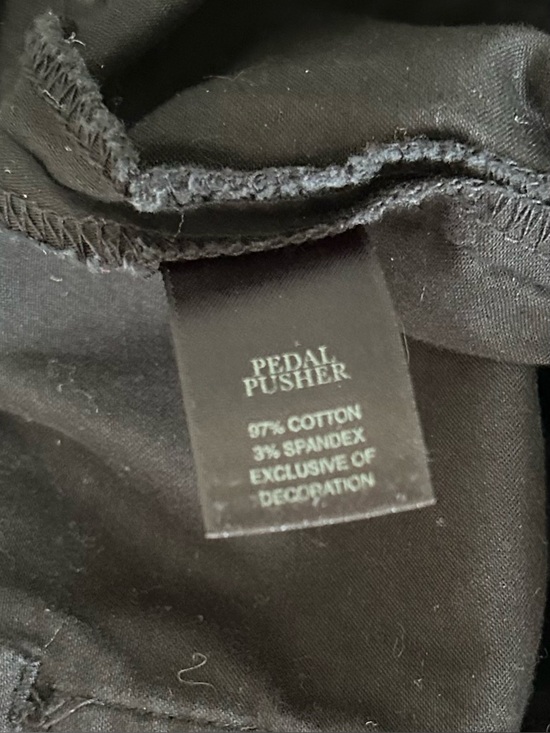 PEDAL
PUSHER
97% COTTON
3% SPANDEX
EXCLUSIVE OF
DECORATION